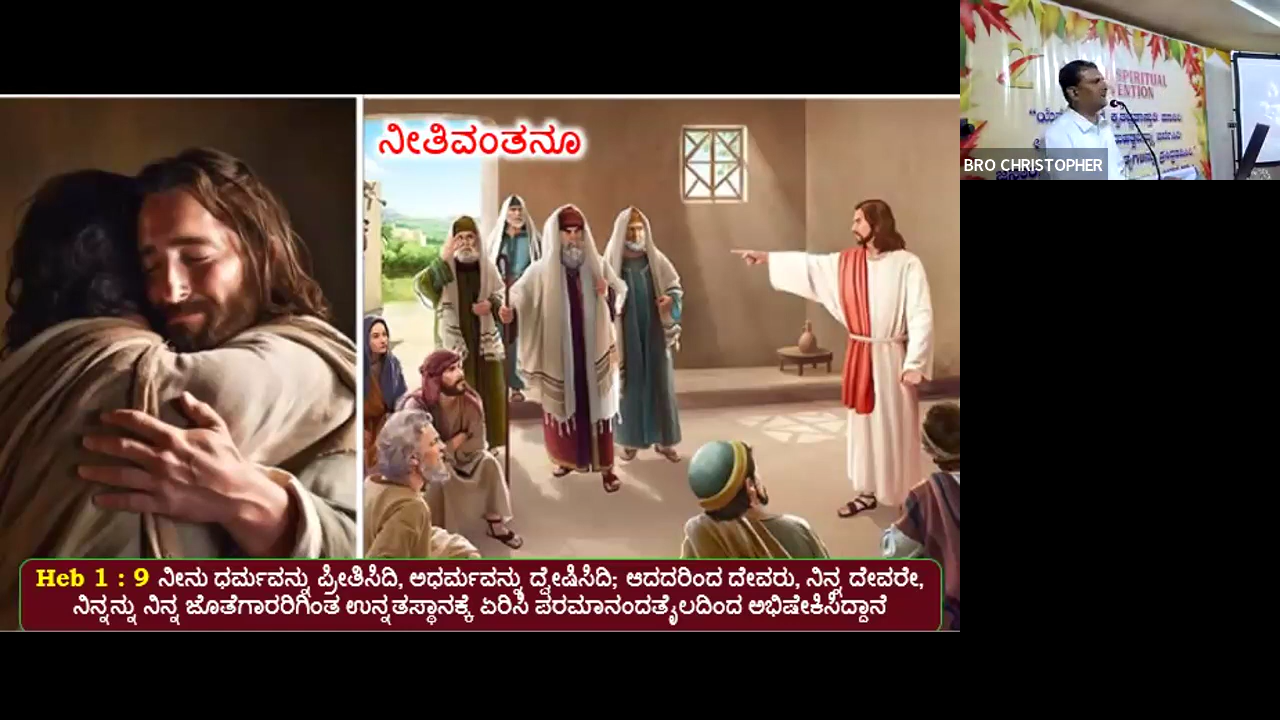 ನೀತಿವಂತನೂ
Heb 1 : 9 ನೀನು ಧರ್ಮವನ್ನು ಪ್ರೀತಿಸಿದಿ, ಅಧರ್ಮವನ್ನು ದ್ವೇಷಿಸಿದಿ; ಆದದರಿಂದ ದೇವರು, ನಿನ್ನ ದೇವರೇ,
ನಿನ್ನನ್ನು ನಿನ್ನ ಜೊತೆಗಾರರಿಗಿಂತ ಉನ್ನತಸ್ಥಾನಕ್ಕೆ ಏರಿಸಿ ಪರಮಾನಂದತೈಲದಿಂದ ಅಭಿಷೇಕಿಸಿದ್ದಾನೆ
SPIRITUAL
BRO CHRISTOPHER